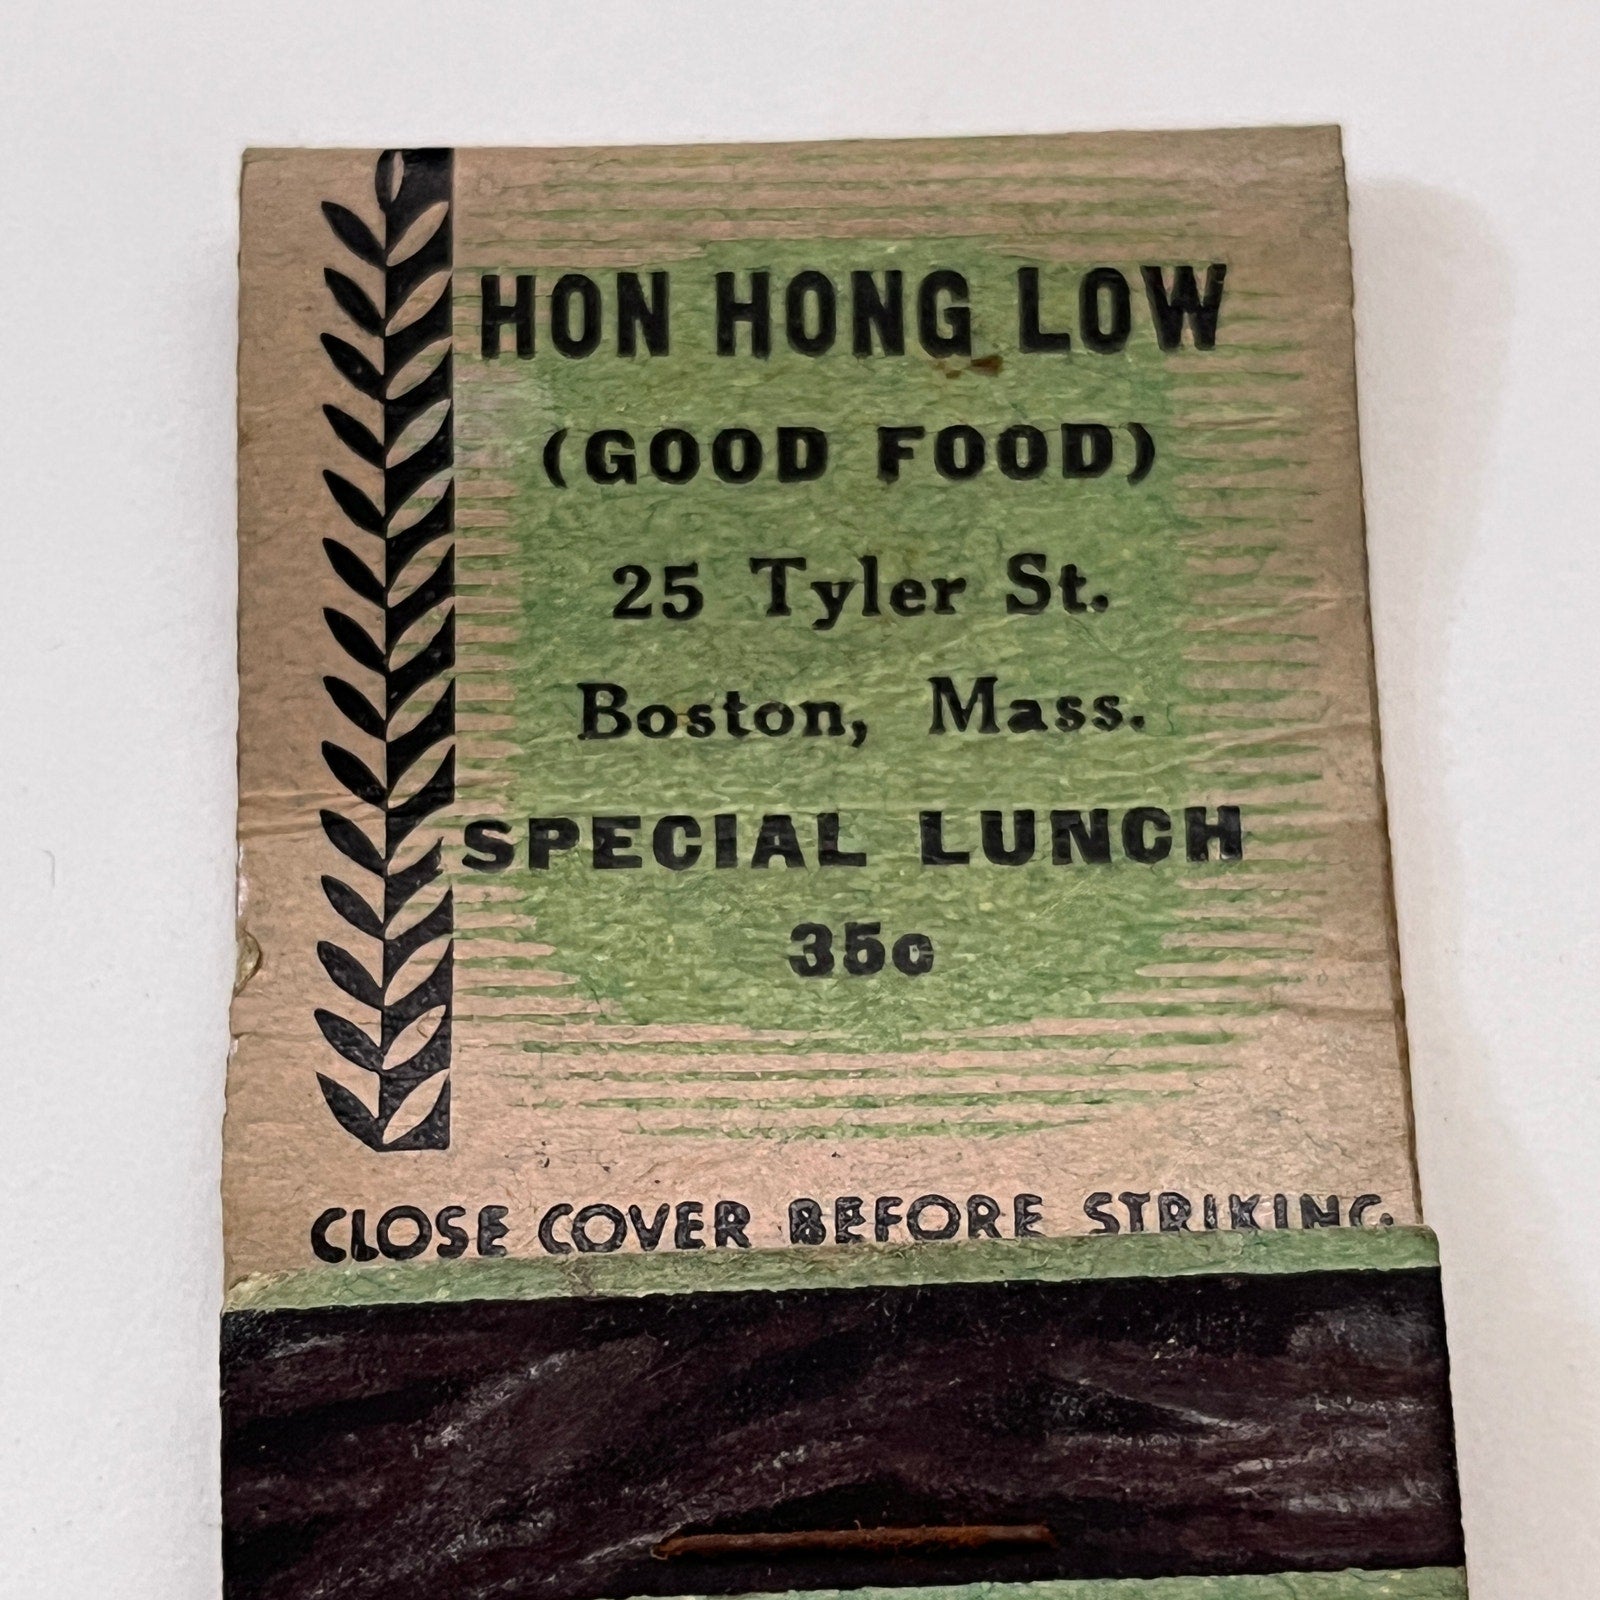 HON HONG LOW
(GOOD FOOD)
25 Tyler St.
Boston, Mass.
SPECIAL LUNCH
35c
CLOSE COVER BEFORE STRIKING